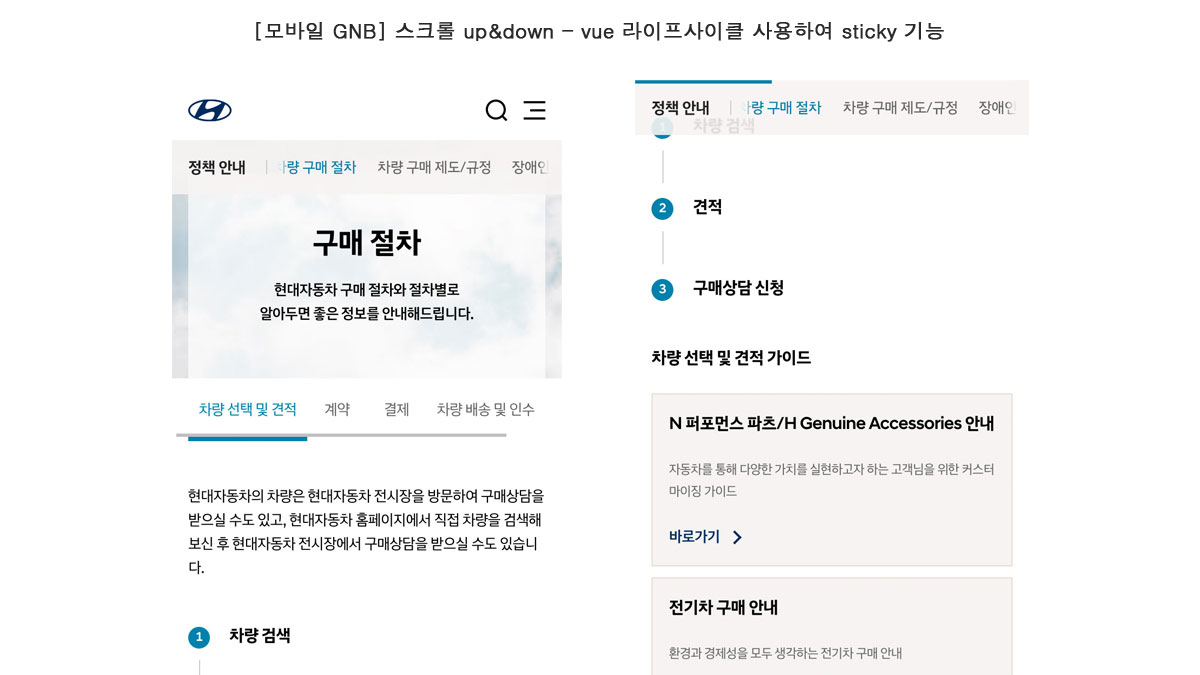 [모바일 GNB] 스크롤 up&down - vue 라이프사이클 사용하여 sticky 기능
정책 안내 | 차량 구매 절차 차량 구매 제도/규정 장애인
구매 절차
현대자동차 구매 절차와 절차별로
알아두면 좋은 정보를 안내해드립니다.
차량 선택 및 견적 계약 결제 차량 배송 및 인수
현대자동차의 차량은 현대자동차 전시장을 방문하여 구매상담을
받으실 수도 있고, 현대자동차 홈페이지에서 직접 차량을 검색해
보신 후 현대자동차 전시장에서 구매상담을 받으실 수도 있습니
다.
1 차량 검색
정책 안내 | 차량 구매 절차 차량 구매 제도/규정 장애인
1 차량 검색
2 견적
3 구매상담 신청
차량 선택 및 견적 가이드
N 퍼포먼스 파츠/H Genuine Accessories 안내
자동차를 통해 다양한 가치를 실현하고자 하는 고객님을 위한 커스터
마이징 가이드
바로가기
전기차 구매 안내
환경과 경제성을 모두 생각하는 전기차 구매 안내